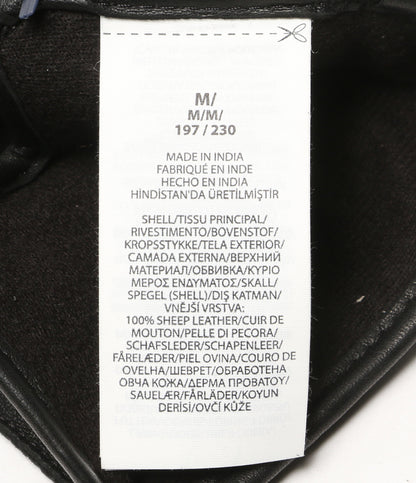 M/
M/M/
197 / 230
MADE IN INDIA
FABRIQUÉ EN INDE
HECHO EN INDIA
HİNDİSTAN'DA ÜRETİLMİŞTİR
SHELL/TISSU PRINCIPAL/
RIVESTIMENTO/BOVENSTOF/
KROPSSTYKKE/TELA EXTERIOR/
CAMADA EXTERNA/ВЕРХНИЙ
МАТЕРИАЛ/ОБВИВКА/ΚΥΡΙΟ
ΜΕΡΟΣ ΕΝΔΥΜΑΤΟΣ/SKALL/
SPEGEL (SHELL)/DIŞ KATMAN/
VNĚJŠÍ VRSTVA:
100% SHEEP LEATHER/CUIR DE
MOUTON/PELLE DI PECORA/
SCHAFSLEDER/SCHAPENLEER/
FÅRELÆDER/PIEL OVINA/COURO DE
OVELHA/ШЕВРЕТ/ОБРАБОТЕНА
ОВЧА КОЖА/ΔΕΡΜΑ ΠΡΟΒΑΤΟΥ/
SAUELÆR/FÅRLÄDER/KOYUN
DERİSİ/OVČÍ KŮŽE